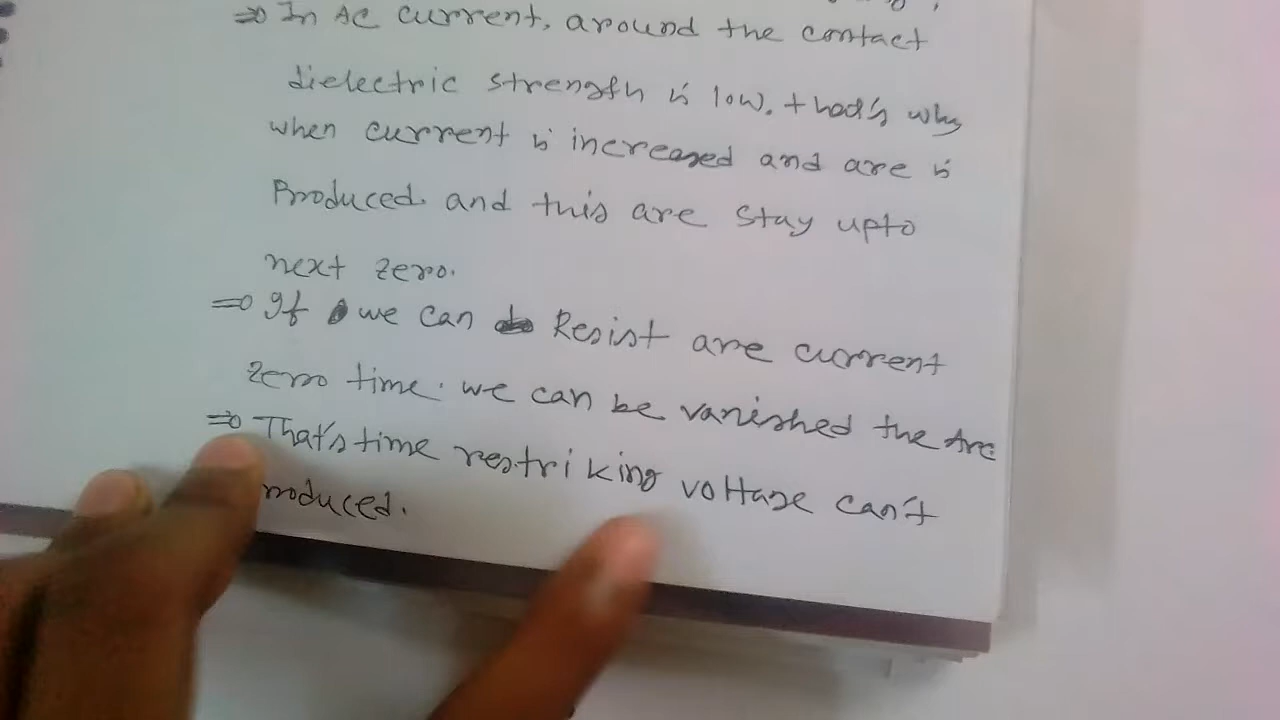 ⇒ In AC current, around the contact
dielectric strength is low. thad's why
when current is increased and arc is
Produced. and this arc stay upto
next zero.
⇒ If we can Resist arc current
zero time. we can be vanished the Arc
⇒ That's time restriking voltage can't
roduced.